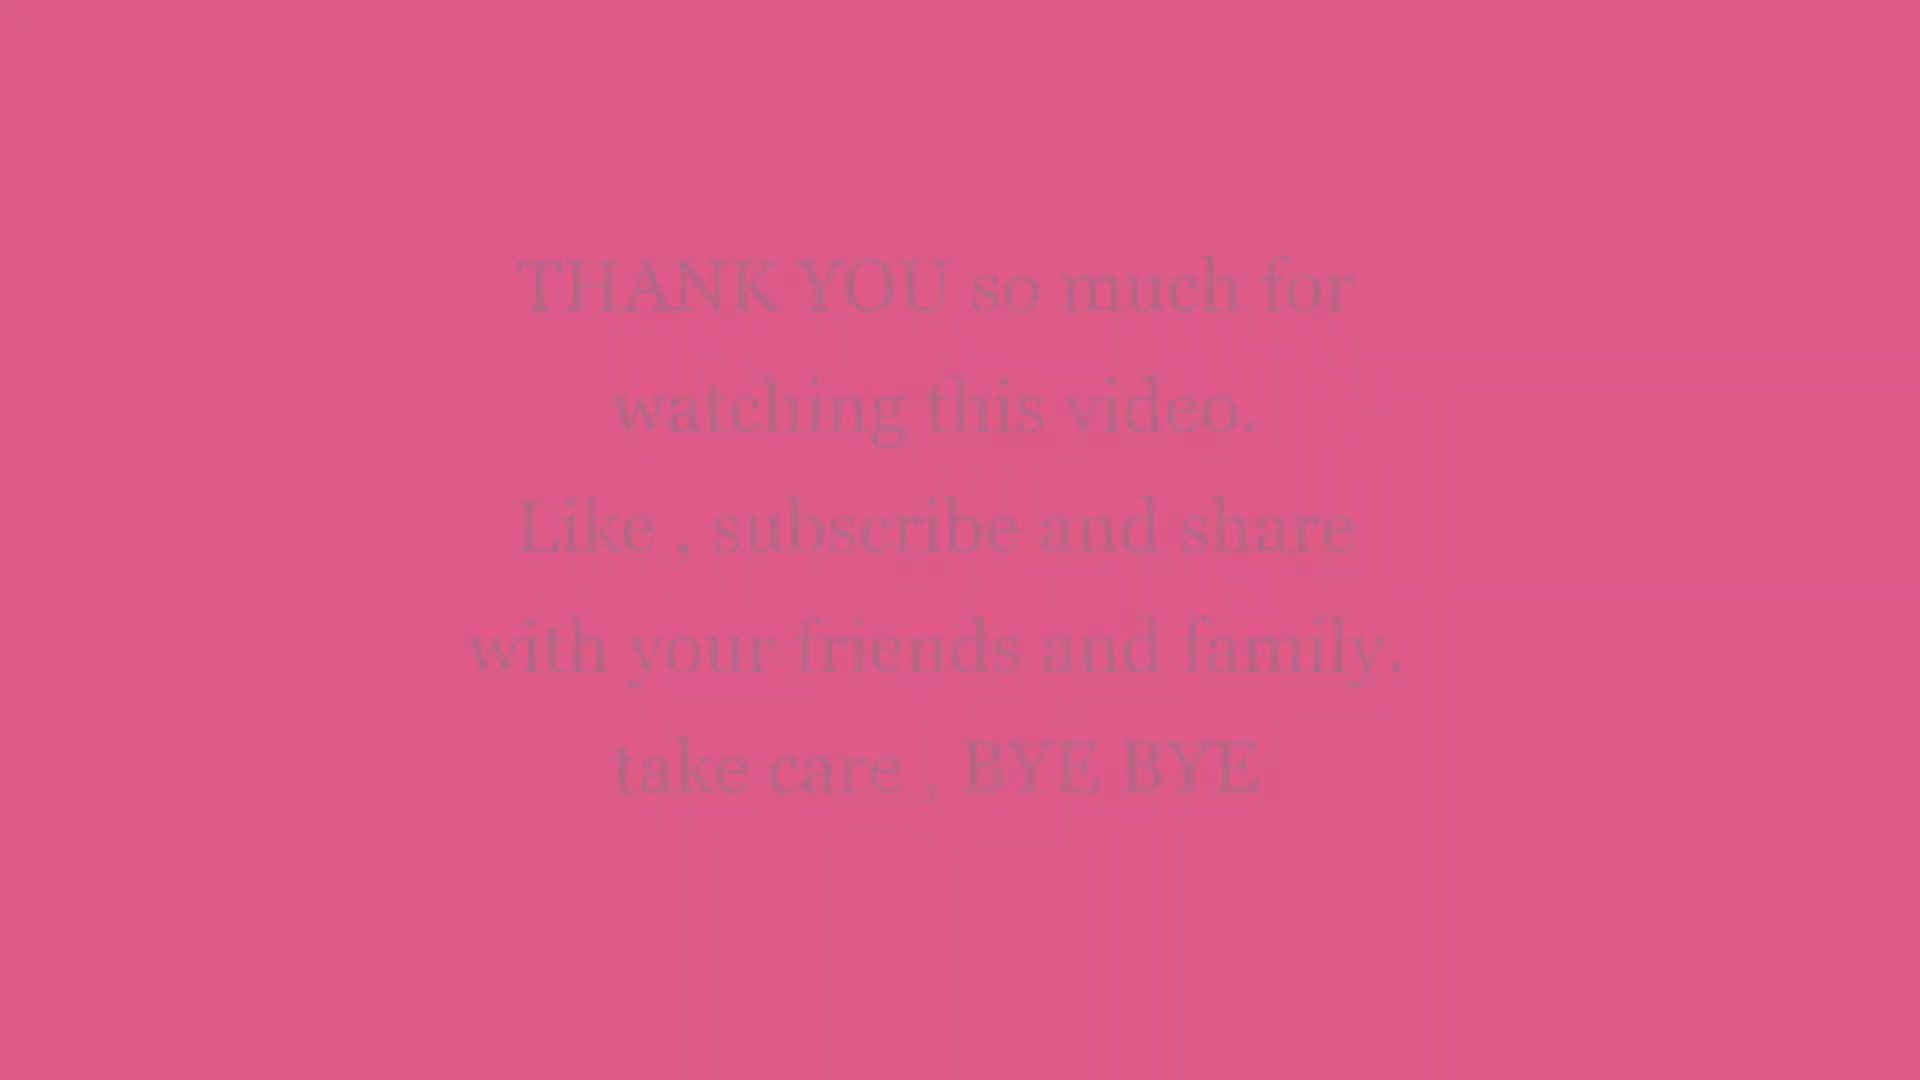 THANK YOU so much for
watching this video.
Like , subscribe and share
with your friends and family.
take care , BYE BYE